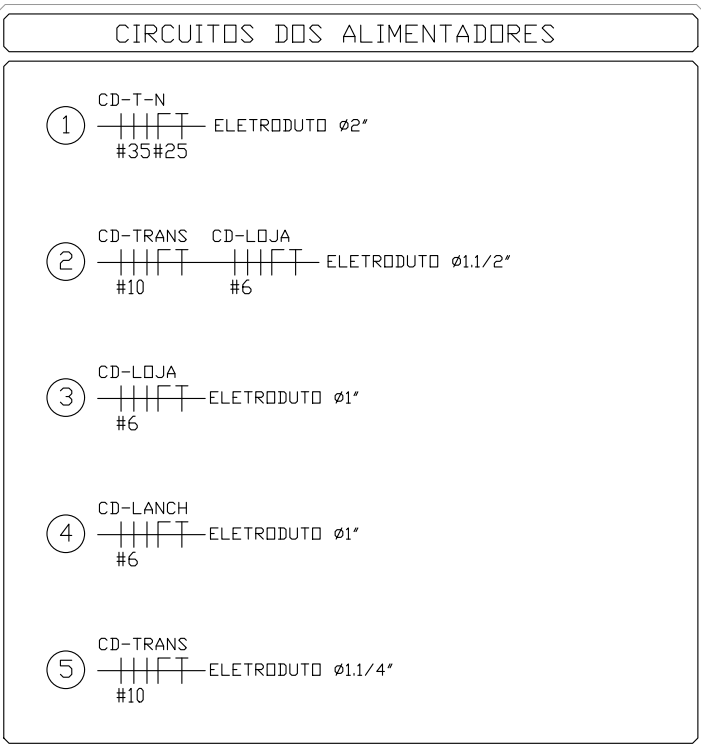 CIRCUITOS DOS ALIMENTADORES
CD-T-N
1 ELETRODUTO Ø2"
#35#25
CD-TRANS CD-LOJA
2 ELETRODUTO Ø1.1/2"
#10 #6
CD-LOJA
3 ELETRODUTO Ø1"
#6
CD-LANCH
4 ELETRODUTO Ø1"
#6
CD-TRANS
5 ELETRODUTO Ø1.1/4"
#10